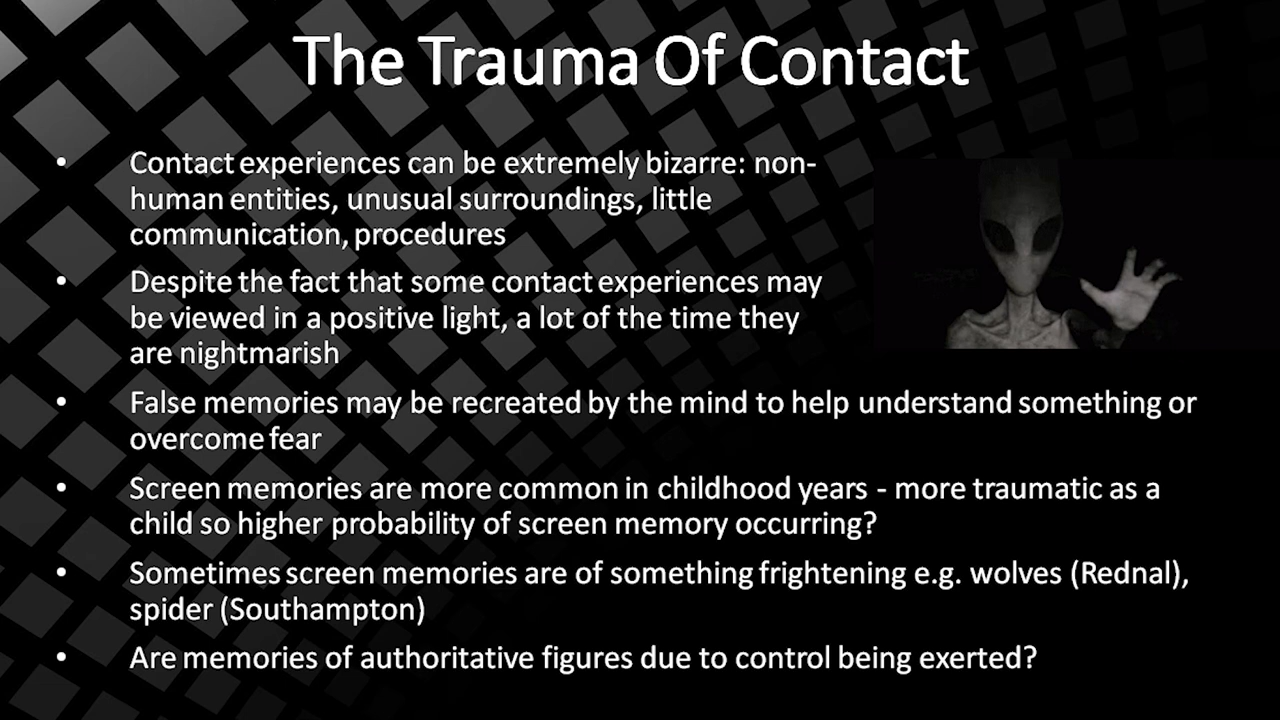 The Trauma Of Contact
• Contact experiences can be extremely bizarre: non-
human entities, unusual surroundings, little
communication, procedures
• Despite the fact that some contact experiences may
be viewed in a positive light, a lot of the time they
are nightmarish
• False memories may be recreated by the mind to help understand something or
overcome fear
• Screen memories are more common in childhood years - more traumatic as a
child so higher probability of screen memory occurring?
• Sometimes screen memories are of something frightening e.g. wolves (Rednal),
spider (Southampton)
• Are memories of authoritative figures due to control being exerted?